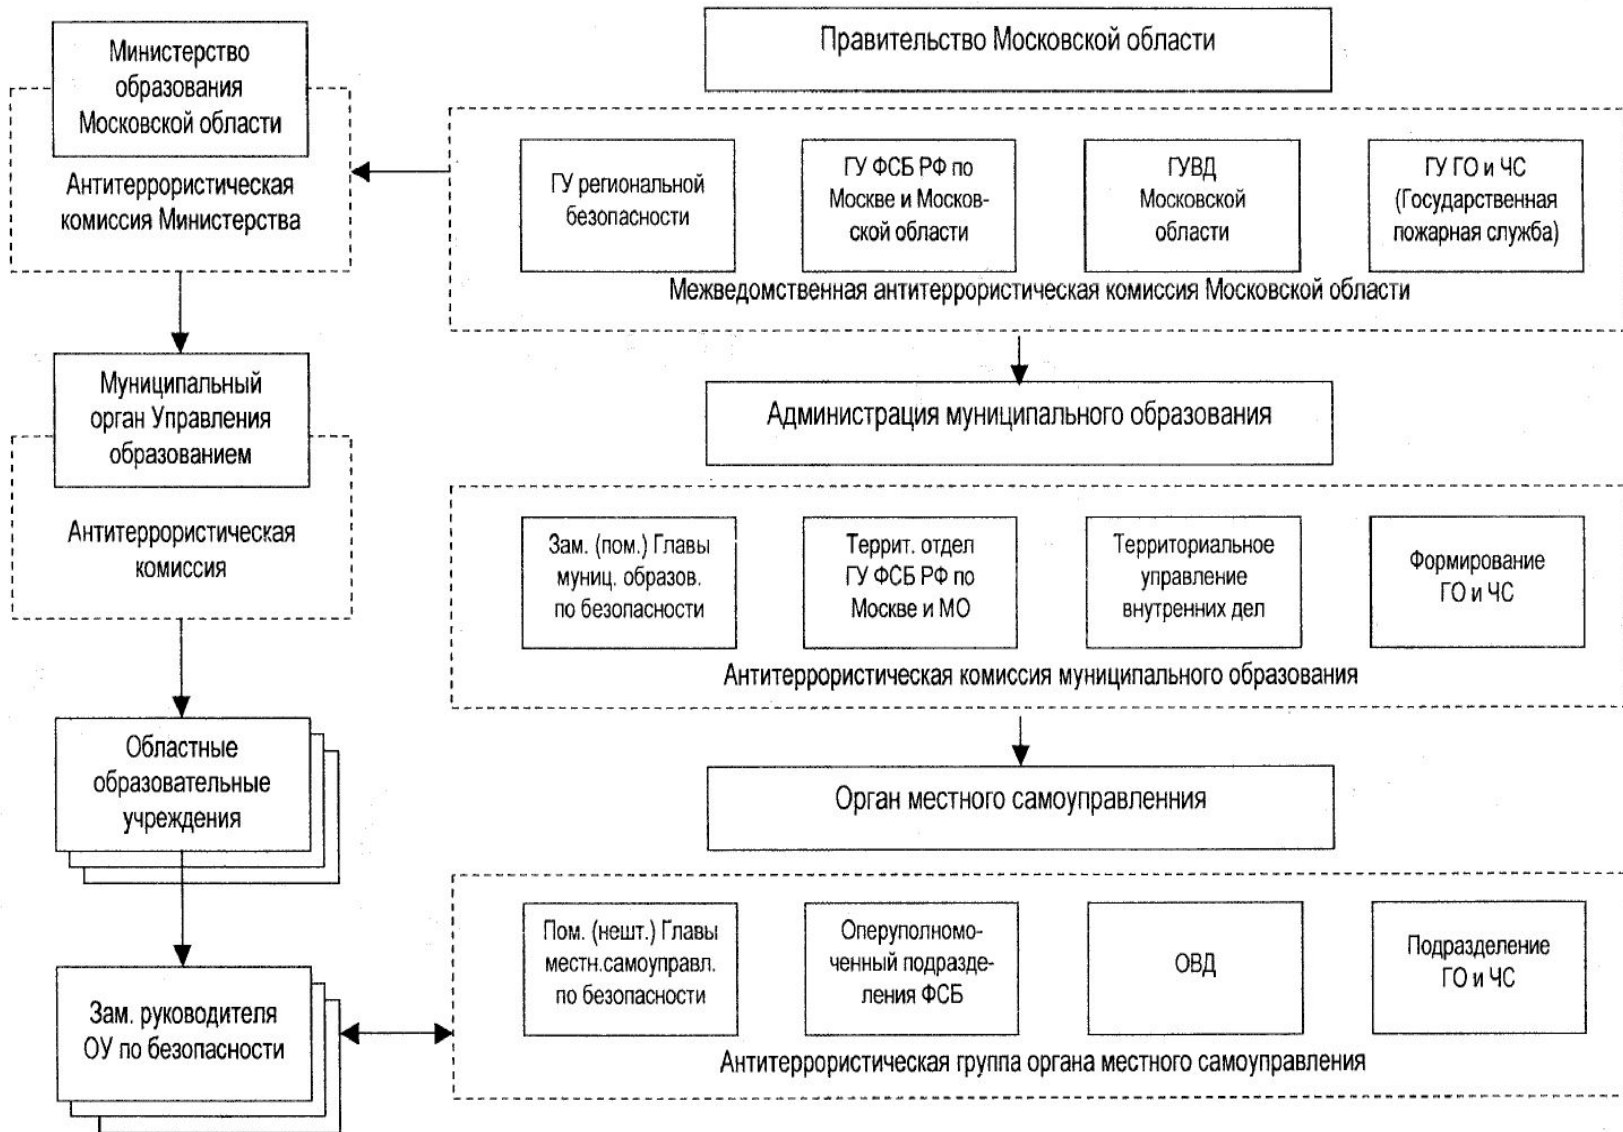 Министерство
образования
Московской области
Антитеррористическая
комиссия Министерства
Правительство Московской области
ГУ региональной
безопасности
ГУ ФСБ РФ по
Москве и Москов-
ской области
ГУВД
Московской
области
ГУ ГО и ЧС
(Государственная
пожарная служба)
Межведомственная антитеррористическая комиссия Московской области
Муниципальный
орган Управления
образованием
Антитеррористическая
комиссия
Администрация муниципального образования
Зам. (пом.) Главы
муниц. образов.
по безопасности
Террит. отдел
ГУ ФСБ РФ по
Москве и МО
Территориальное
управление
внутренних дел
Формирование
ГО и ЧС
Антитеррористическая комиссия муниципального образования
Областные
образовательные
учреждения
Орган местного самоуправленния
Зам. руководителя
ОУ по безопасности
Пом. (нешт.) Главы
местн.самоуправл.
по безопасности
Оперуполномо-
ченный подразде-
ления ФСБ
ОВД
Подразделение
ГО и ЧС
Антитеррористическая группа органа местного самоуправления